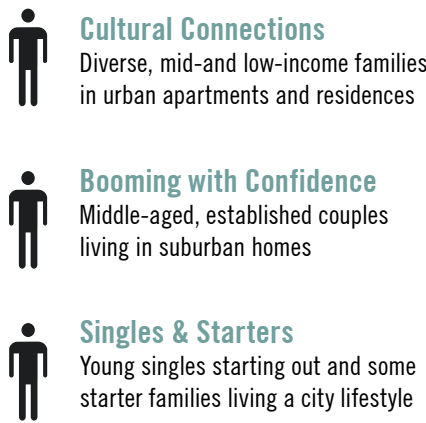 Cultural Connections
Diverse, mid-and low-income families
in urban apartments and residences
Booming with Confidence
Middle-aged, established couples
living in suburban homes
Singles & Starters
Young singles starting out and some
starter families living a city lifestyle